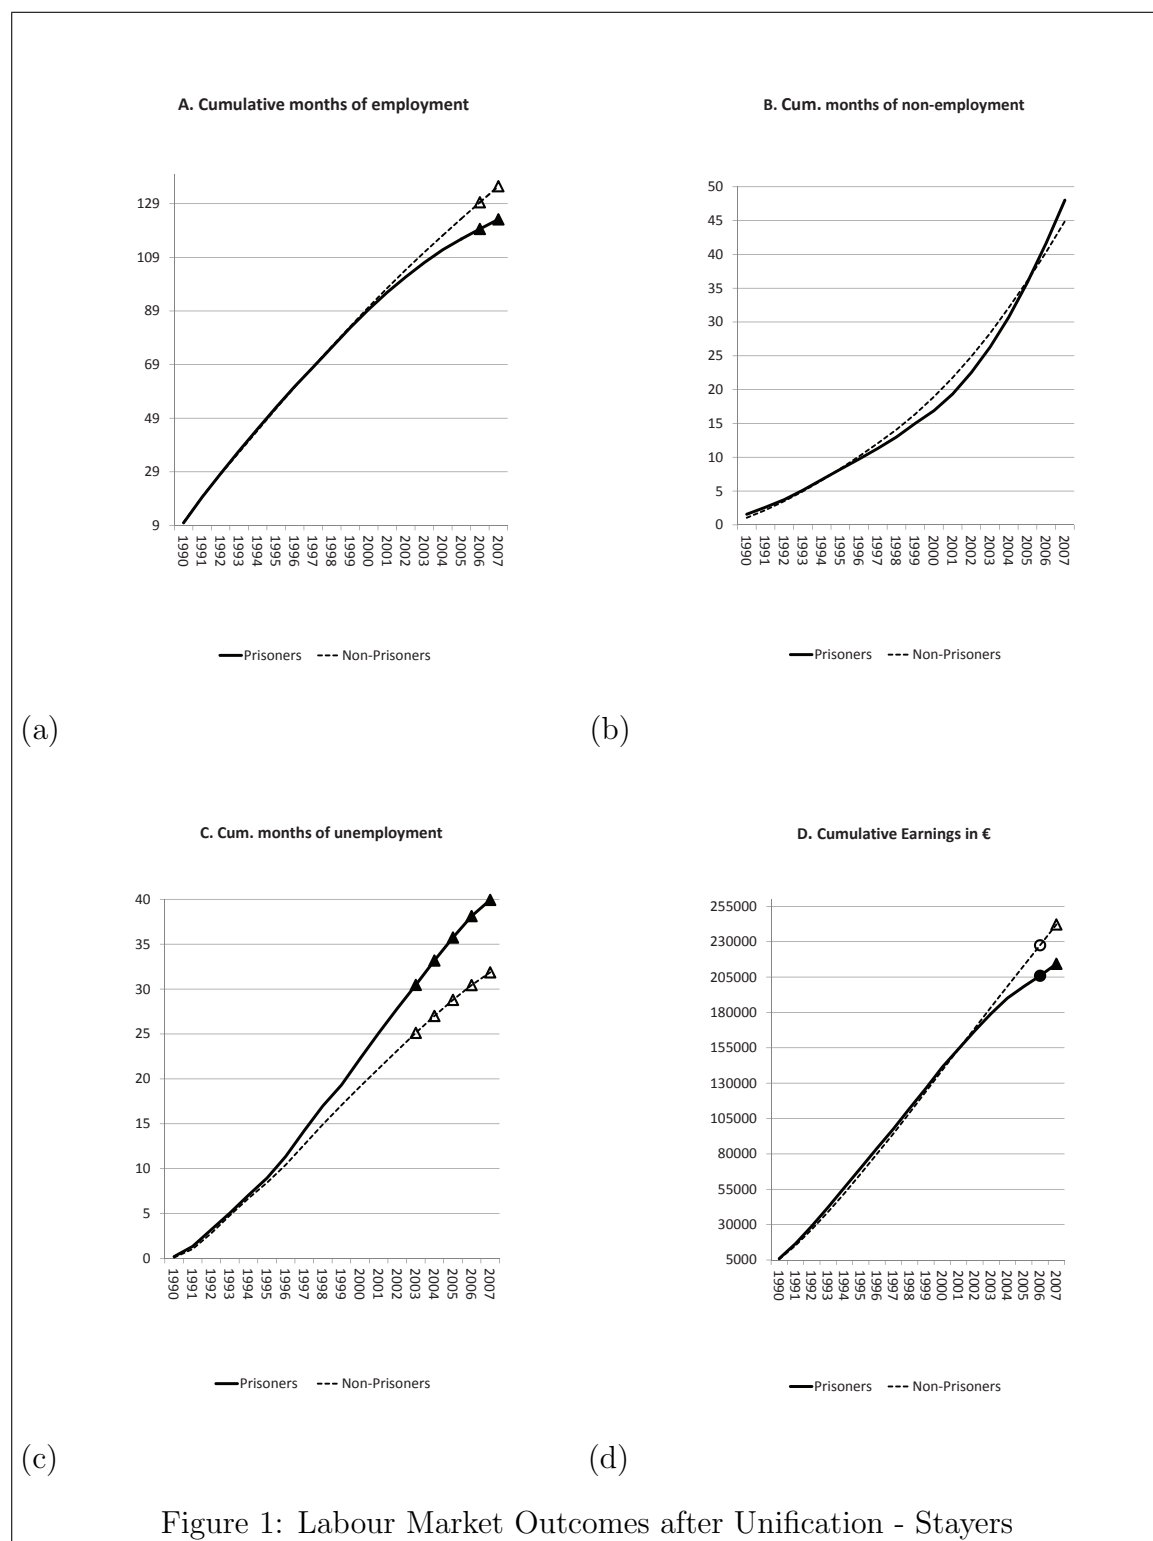 A. Cumulative months of employment
129
109
89
69
49
29
9
1990 1991 1992 1993 1994 1995 1996 1997 1998 1999 2000 2001 2002 2003 2004 2005 2006 2007
Prisoners Non-Prisoners
(a)
B. Cum. months of non-employment
50
45
40
35
30
25
20
15
10
5
0
1990 1991 1992 1993 1994 1995 1996 1997 1998 1999 2000 2001 2002 2003 2004 2005 2006 2007
Prisoners Non-Prisoners
(b)
C. Cum. months of unemployment
40
35
30
25
20
15
10
5
0
1990 1991 1992 1993 1994 1995 1996 1997 1998 1999 2000 2001 2002 2003 2004 2005 2006 2007
Prisoners Non-Prisoners
(c)
D. Cumulative Earnings in €
255000
230000
205000
180000
155000
130000
105000
80000
55000
30000
5000
1990 1991 1992 1993 1994 1995 1996 1997 1998 1999 2000 2001 2002 2003 2004 2005 2006 2007
Prisoners Non-Prisoners
(d)
Figure 1: Labour Market Outcomes after Unification - Stayers